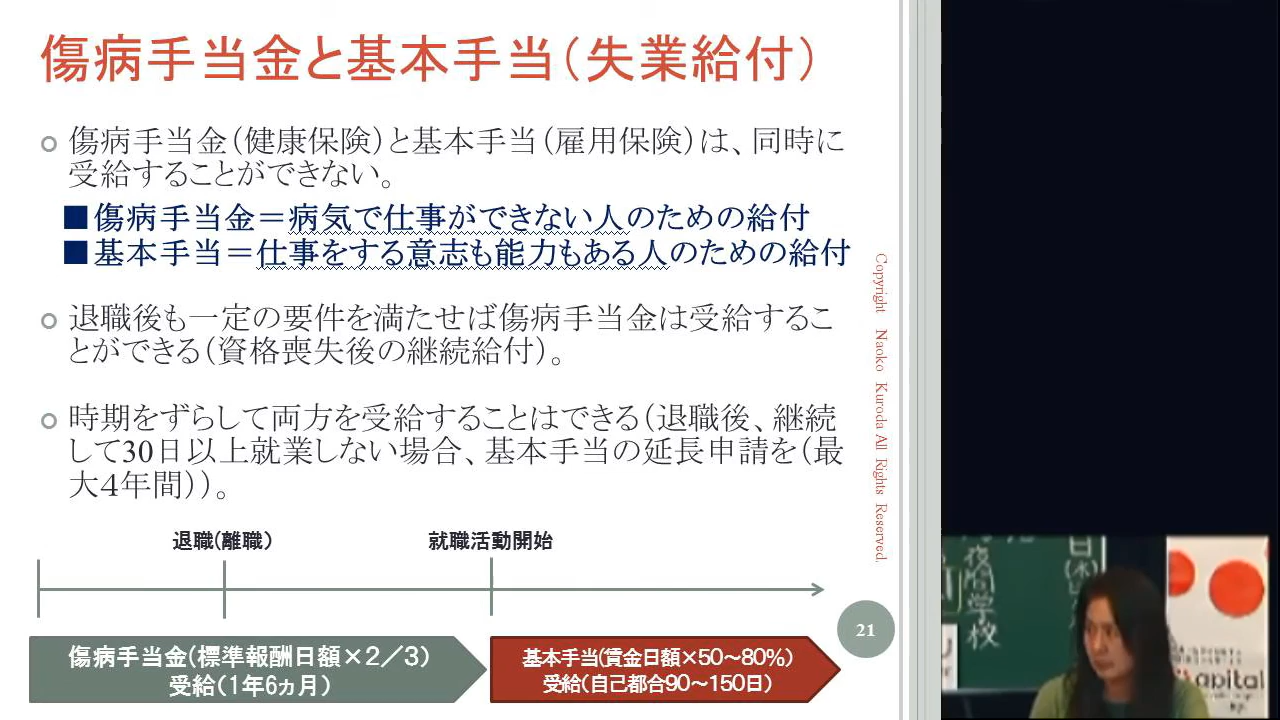 傷病手当金と基本手当（失業給付）
傷病手当金（健康保険）と基本手当（雇用保険）は、同時に
受給することができない。
■傷病手当金＝病気で仕事ができない人のための給付
■基本手当＝仕事をする意志も能力もある人のための給付
退職後も一定の要件を満たせば傷病手当金は受給するこ
とができる（資格喪失後の継続給付）。
時期をずらして両方を受給することはできる（退職後、継続
して30日以上就業しない場合、基本手当の延長申請を（最
大4年間））。
退職(離職）
就職活動開始
傷病手当金(標準報酬日額×2／3）
受給（1年6ヵ月）
基本手当(賃金日額×50～80%）
受給（自己都合90～150日）
21
Copyright Naoko Kuroda All Rights Reserved.
夜間学校
日(木)
apital